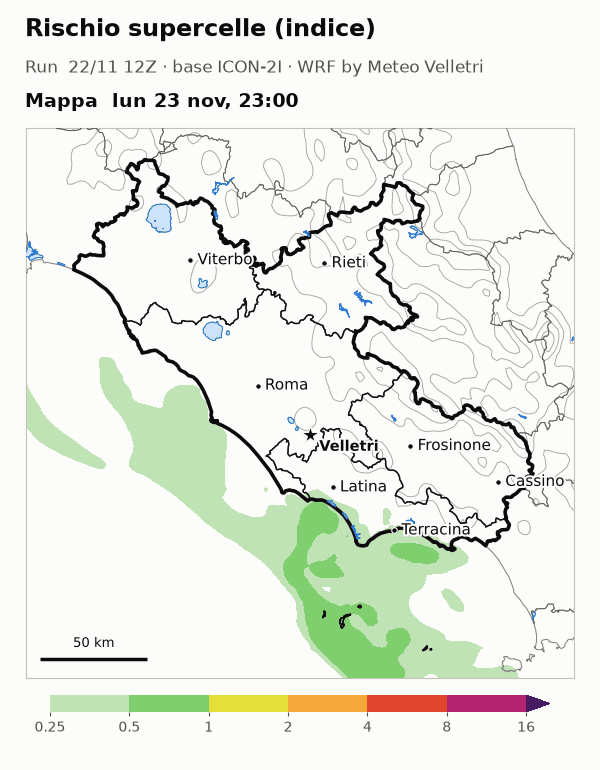 Rischio supercelle (indice)
Run  22/11 12Z · base ICON-2I · WRF by Meteo Velletri
Mappa  lun 23 nov, 23:00
Viterbo
Rieti
Roma
Velletri
Frosinone
Cassino
Latina
Terracina
50 km
0.25 0.5 1 2 4 8 16